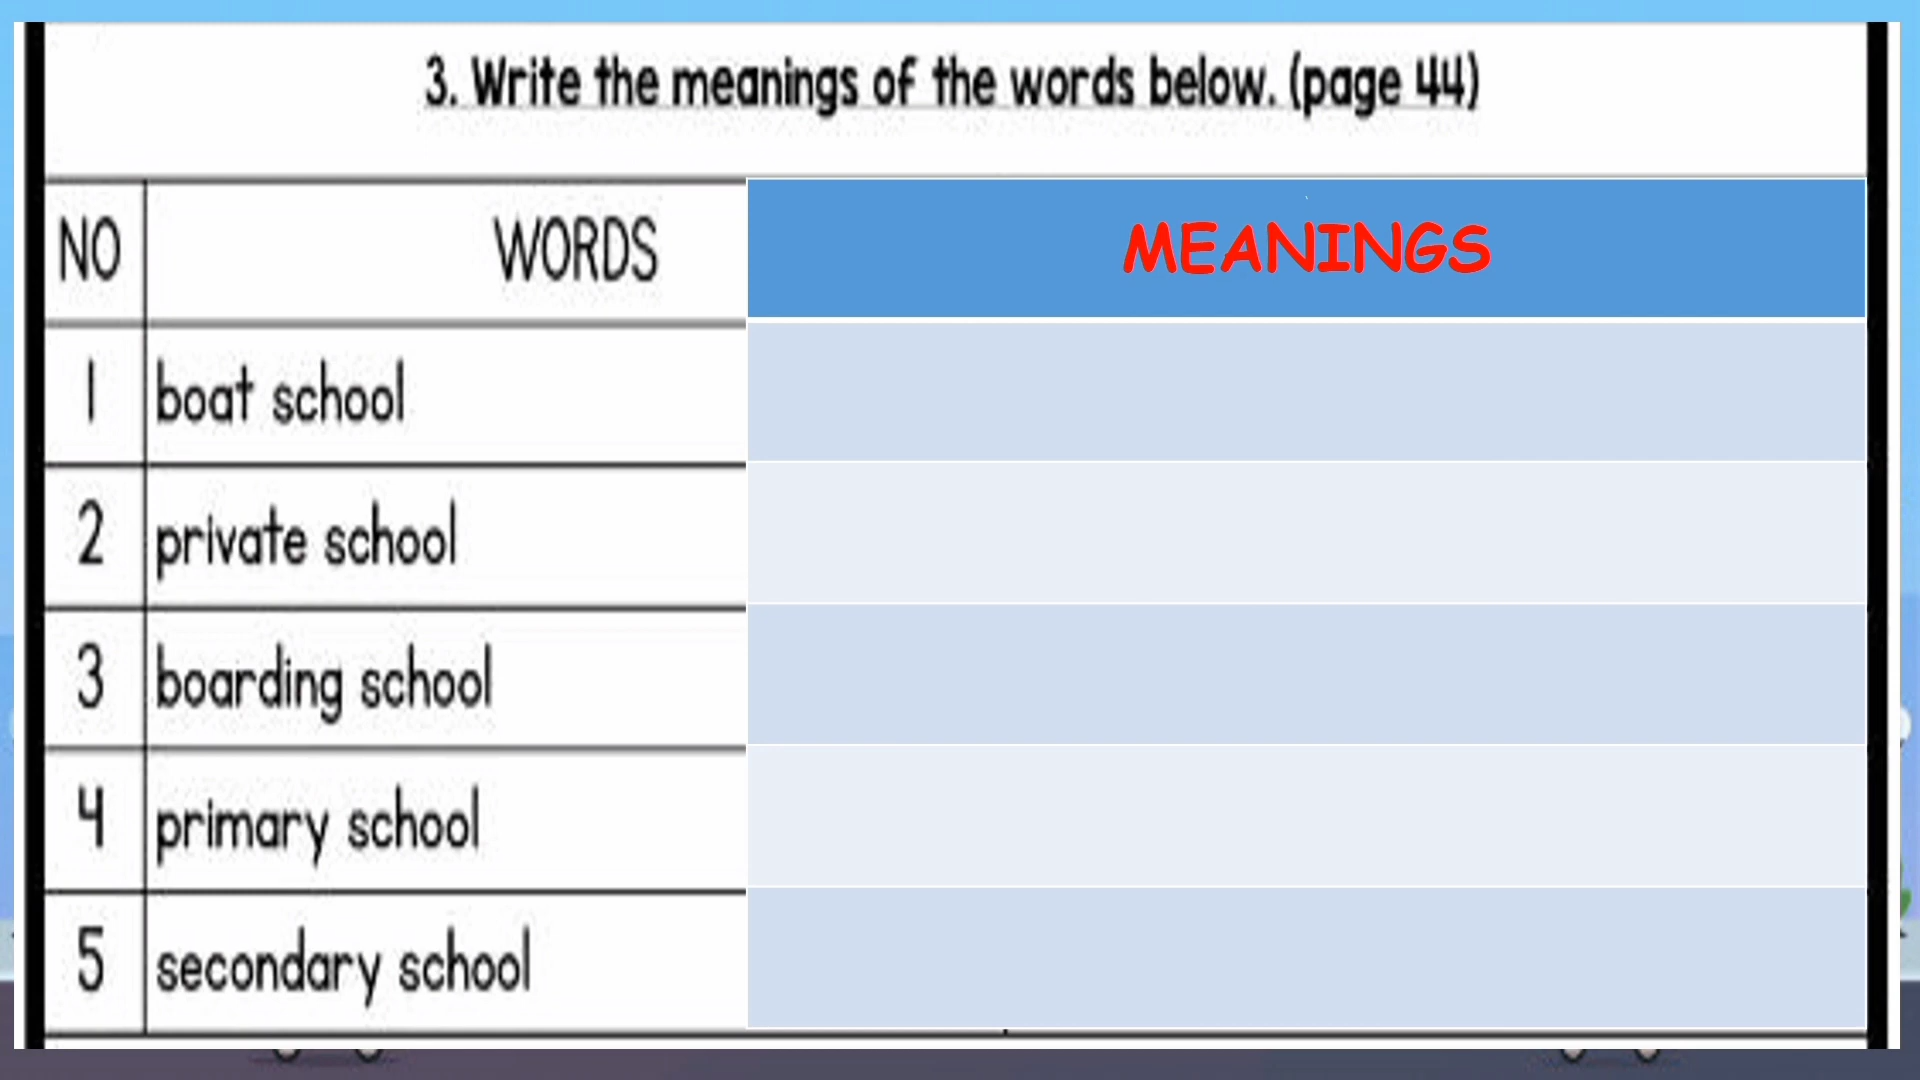 3. Write the meanings of the words below. (page 44)
NO WORDS MEANINGS
1 boat school
2 private school
3 boarding school
4 primary school
5 secondary school